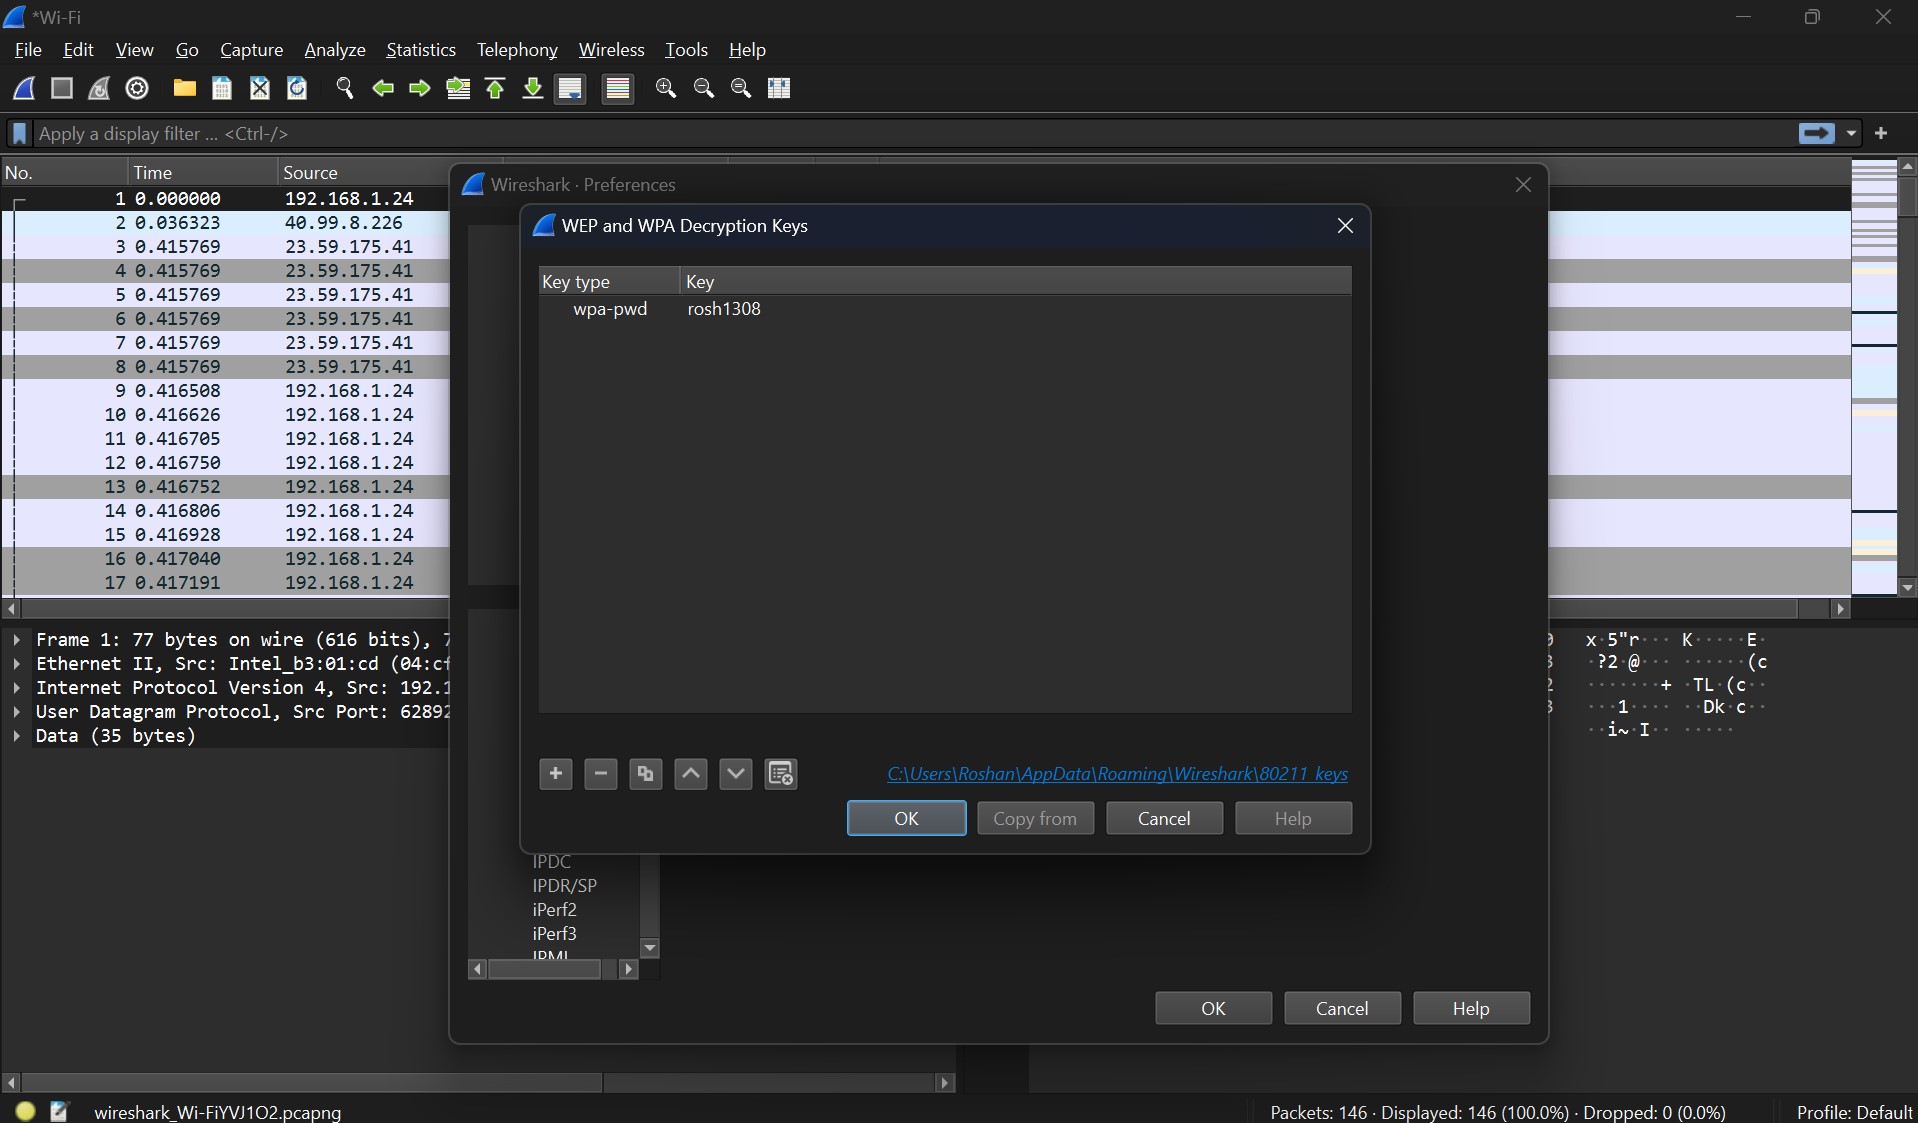 *Wi-Fi
File Edit View Go Capture Analyze Statistics Telephony Wireless Tools Help
Apply a display filter ... <Ctrl-/>
No. Time Source
Wireshark · Preferences
WEP and WPA Decryption Keys
Key type Key
wpa-pwd rosh1308
1 0.000000 192.168.1.24
2 0.036323 40.99.8.226
3 0.415769 23.59.175.41
4 0.415769 23.59.175.41
5 0.415769 23.59.175.41
6 0.415769 23.59.175.41
7 0.415769 23.59.175.41
8 0.415769 23.59.175.41
9 0.416508 192.168.1.24
10 0.416626 192.168.1.24
11 0.416705 192.168.1.24
12 0.416750 192.168.1.24
13 0.416752 192.168.1.24
14 0.416806 192.168.1.24
15 0.416928 192.168.1.24
16 0.417040 192.168.1.24
17 0.417191 192.168.1.24
C:\Users\Roshan\AppData\Roaming\Wireshark\80211_keys
OK Copy from Cancel Help
Frame 1: 77 bytes on wire (616 bits), 7
Ethernet II, Src: Intel_b3:01:cd (04:cf
Internet Protocol Version 4, Src: 192.1
User Datagram Protocol, Src Port: 62892
Data (35 bytes)
x·5"r··· K·····E·
·?2·@··· ······(c
·······+ ·TL·(c··
···1···· ··Dk·c··
··i~·I·· ·····
IPDC
IPDR/SP
iPerf2
iPerf3
IPMI
OK Cancel Help
wireshark_Wi-FiYVJ1O2.pcapng
Packets: 146 · Displayed: 146 (100.0%) · Dropped: 0 (0.0%)
Profile: Default